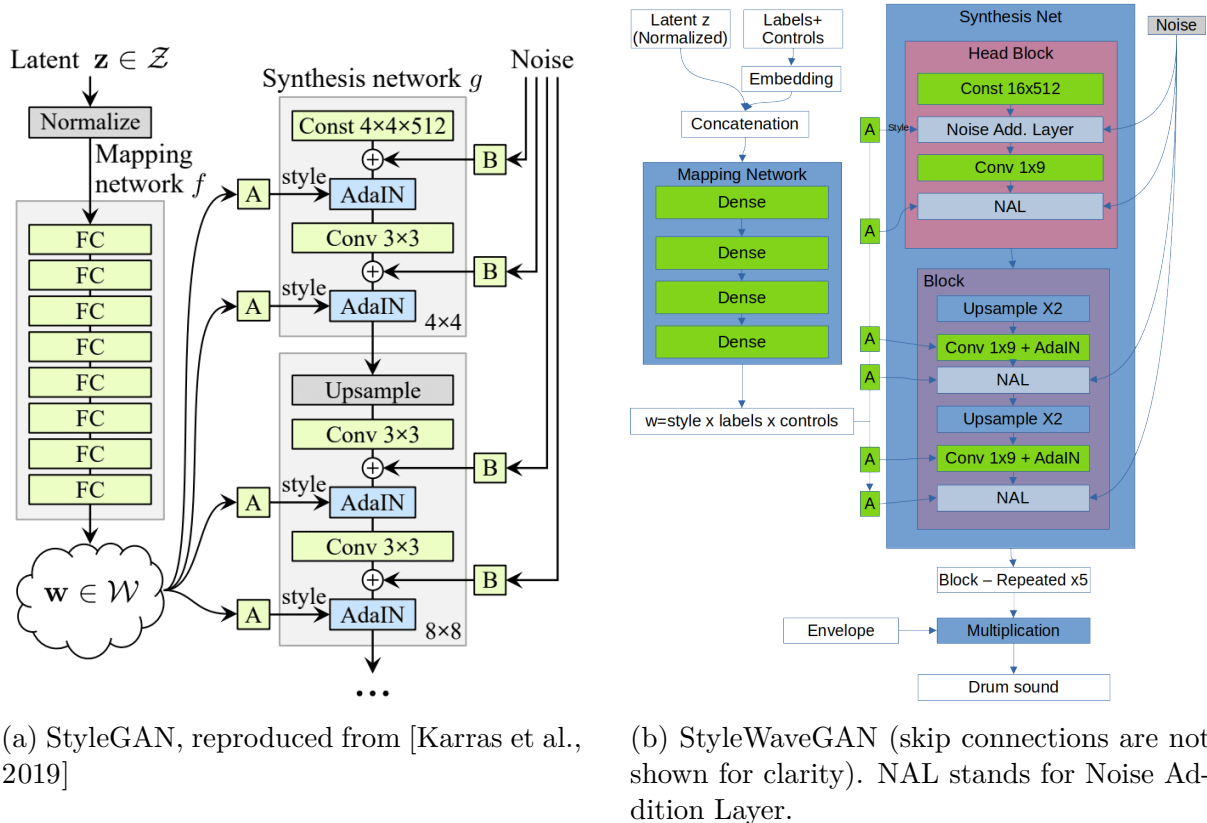 Latent z ∈ 𝒵
Normalize
Mapping
network f
FC
FC
FC
FC
FC
FC
FC
FC
w ∈ 𝒲
Synthesis network g
Noise
Const 4×4×512
+
B
A
style
AdaIN
Conv 3×3
+
B
A
style
AdaIN
4×4
Upsample
Conv 3×3
+
B
A
style
AdaIN
Conv 3×3
+
B
A
style
AdaIN
8×8
...
(a) StyleGAN, reproduced from [Karras et al.,
2019]
Latent z
(Normalized)
Labels+
Controls
Embedding
Concatenation
Mapping Network
Dense
Dense
Dense
Dense
w=style x labels x controls
Synthesis Net
Noise
Head Block
Const 16x512
A
Style
Noise Add. Layer
Conv 1x9
A
NAL
Block
Upsample X2
A
Conv 1x9 + AdaIN
A
NAL
Upsample X2
A
Conv 1x9 + AdaIN
A
NAL
Block – Repeated x5
Envelope
Multiplication
Drum sound
(b) StyleWaveGAN (skip connections are not
shown for clarity). NAL stands for Noise Ad-
dition Layer.